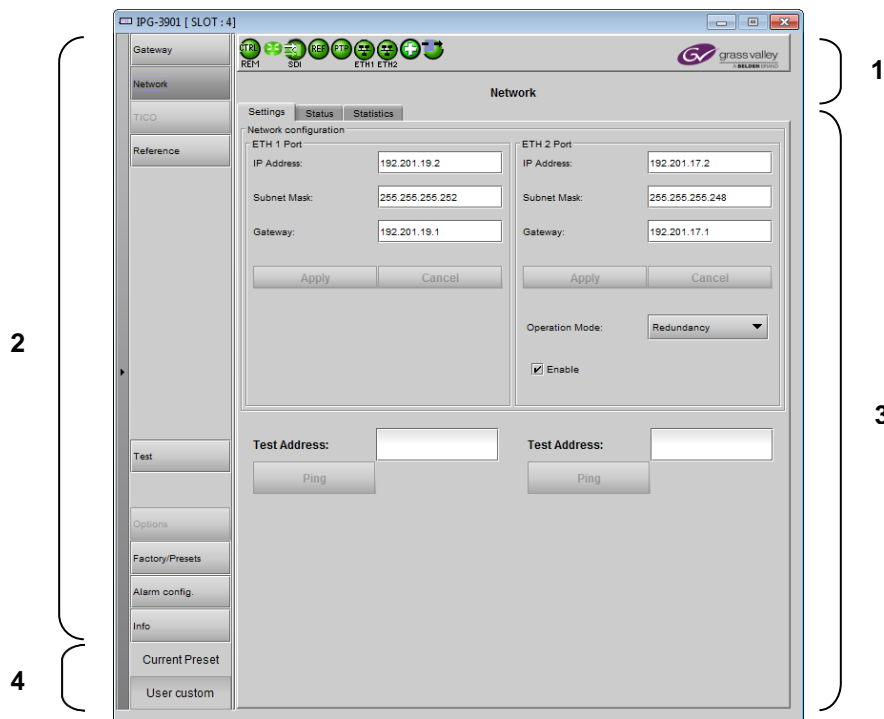 IPG-3901 [ SLOT : 4]
Gateway
Network
TICO
Reference
Test
Options
Factory/Presets
Alarm config.
Info
Current Preset
User custom
CTRL
REM
SDI
REF
PTP
ETH1 ETH2
GV grass valley
A BELDEN BRAND
Network
Settings Status Statistics
Network configuration
ETH 1 Port
IP Address: 192.201.19.2
Subnet Mask: 255.255.255.252
Gateway: 192.201.19.1
Apply Cancel
ETH 2 Port
IP Address: 192.201.17.2
Subnet Mask: 255.255.255.248
Gateway: 192.201.17.1
Apply Cancel
Operation Mode: Redundancy
Enable
Test Address:
Ping
Test Address:
Ping
1
2
3
4